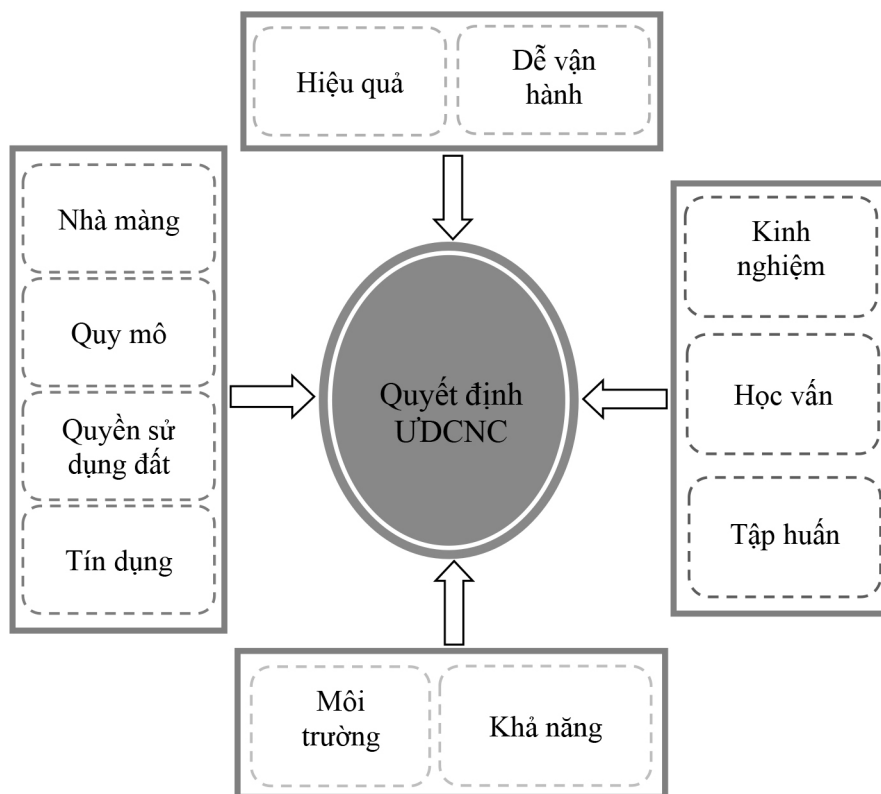 Hiệu quả
Dễ vận
hành
Nhà màng
Quy mô
Quyền sử
dụng đất
Tín dụng
Quyết định
ƯDCNC
Kinh
nghiệm
Học vấn
Tập huấn
Môi
trường
Khả năng